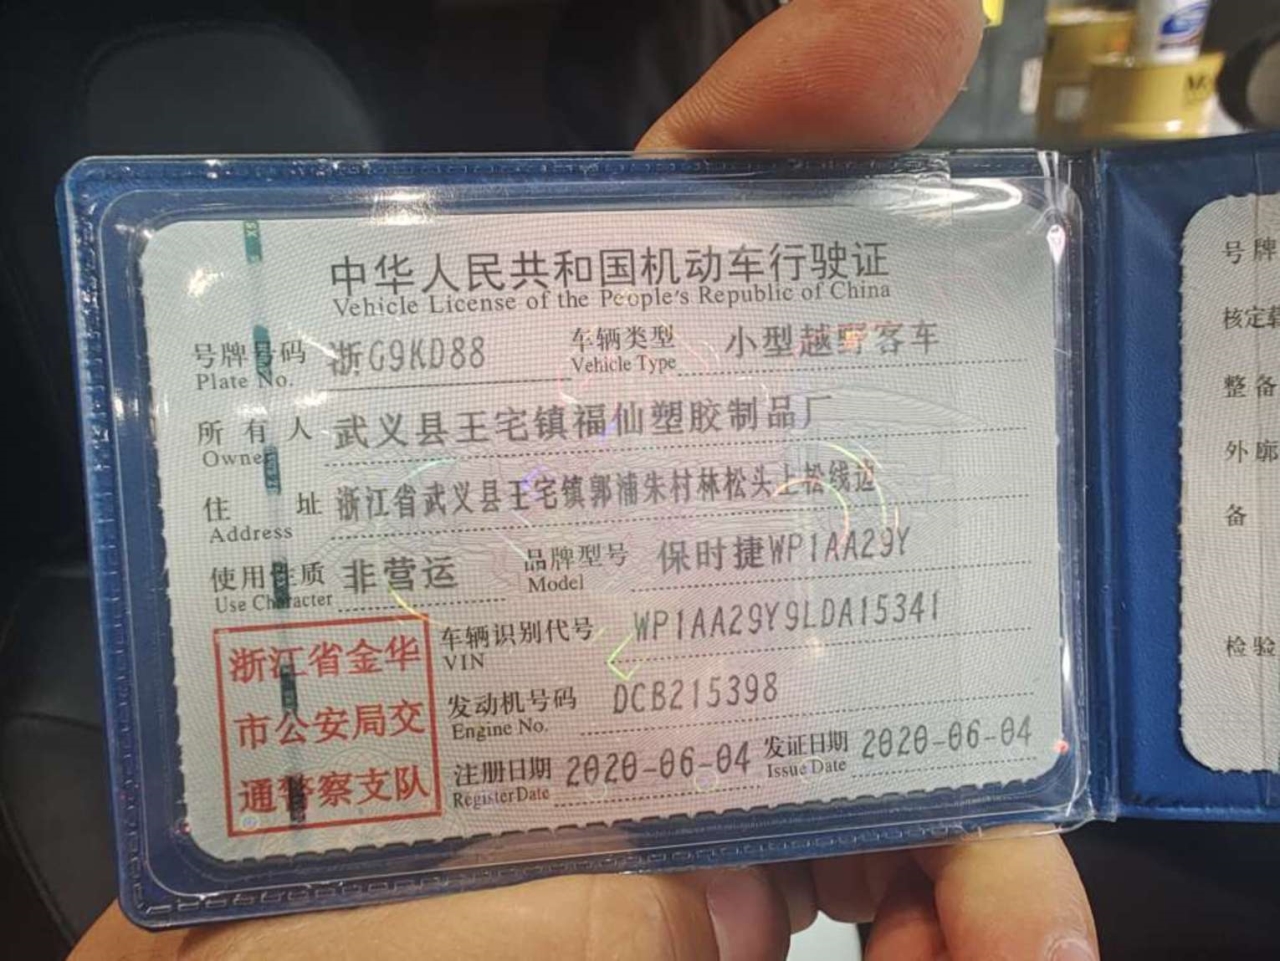 中华人民共和国机动车行驶证
Vehicle License of the People's Republic of China
号牌号码 浙G9KD88 车辆类型 小型越野客车
Plate No. Vehicle Type
所有人 武义县王宅镇福仙塑胶制品厂
Owner
住址 浙江省武义县王宅镇郭浦朱村林松头上松线边
Address
使用性质 非营运 品牌型号 保时捷WP1AA29Y
Use Character Model
浙江省金华
市公安局交
通警察支队
车辆识别代号 WP1AA29Y9LDA15341
VIN
发动机号码 DCB215398
Engine No.
注册日期 2020-06-04 发证日期 2020-06-04
Register Date Issue Date
号牌
核定载
整备
外廓
备
检验